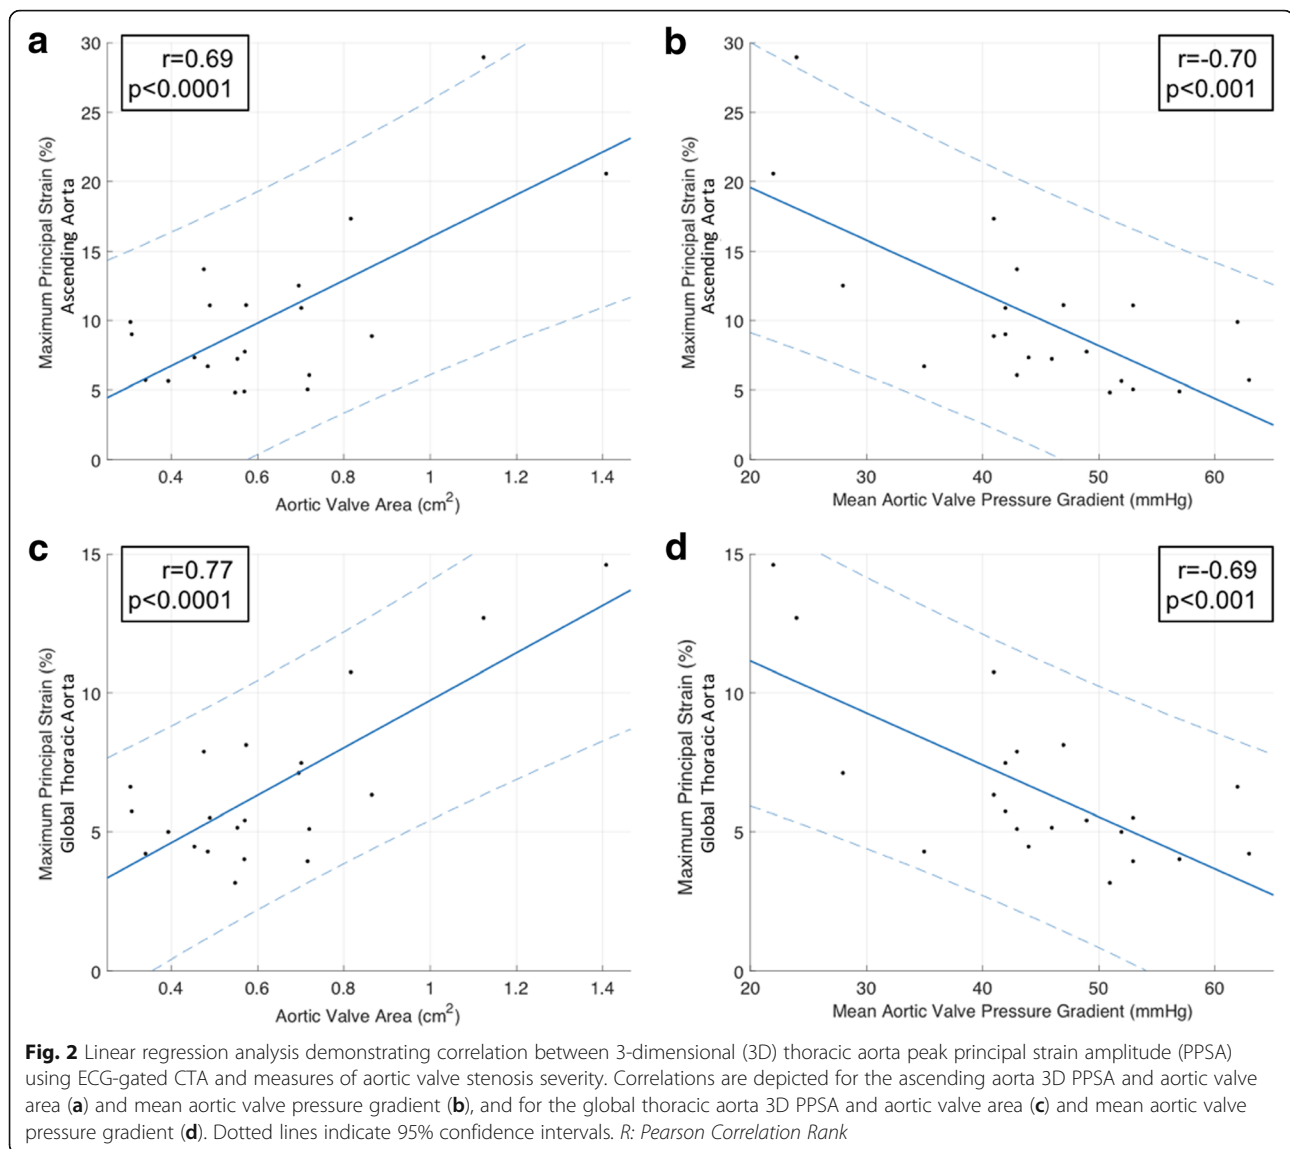 a
r=0.69
p<0.0001
30
25
20
15
10
5
0
Maximum Principal Strain (%)
Ascending Aorta
0.4 0.6 0.8 1 1.2 1.4
Aortic Valve Area (cm²)
b
r=-0.70
p<0.001
30
25
20
15
10
5
0
Maximum Principal Strain (%)
Ascending Aorta
20 30 40 50 60
Mean Aortic Valve Pressure Gradient (mmHg)
c
r=0.77
p<0.0001
15
10
5
0
Maximum Principal Strain (%)
Global Thoracic Aorta
0.4 0.6 0.8 1 1.2 1.4
Aortic Valve Area (cm²)
d
r=-0.69
p<0.001
15
10
5
0
Maximum Principal Strain (%)
Global Thoracic Aorta
20 30 40 50 60
Mean Aortic Valve Pressure Gradient (mmHg)
Fig. 2 Linear regression analysis demonstrating correlation between 3-dimensional (3D) thoracic aorta peak principal strain amplitude (PPSA)
using ECG-gated CTA and measures of aortic valve stenosis severity. Correlations are depicted for the ascending aorta 3D PPSA and aortic valve
area (a) and mean aortic valve pressure gradient (b), and for the global thoracic aorta 3D PPSA and aortic valve area (c) and mean aortic valve
pressure gradient (d). Dotted lines indicate 95% confidence intervals. R: Pearson Correlation Rank